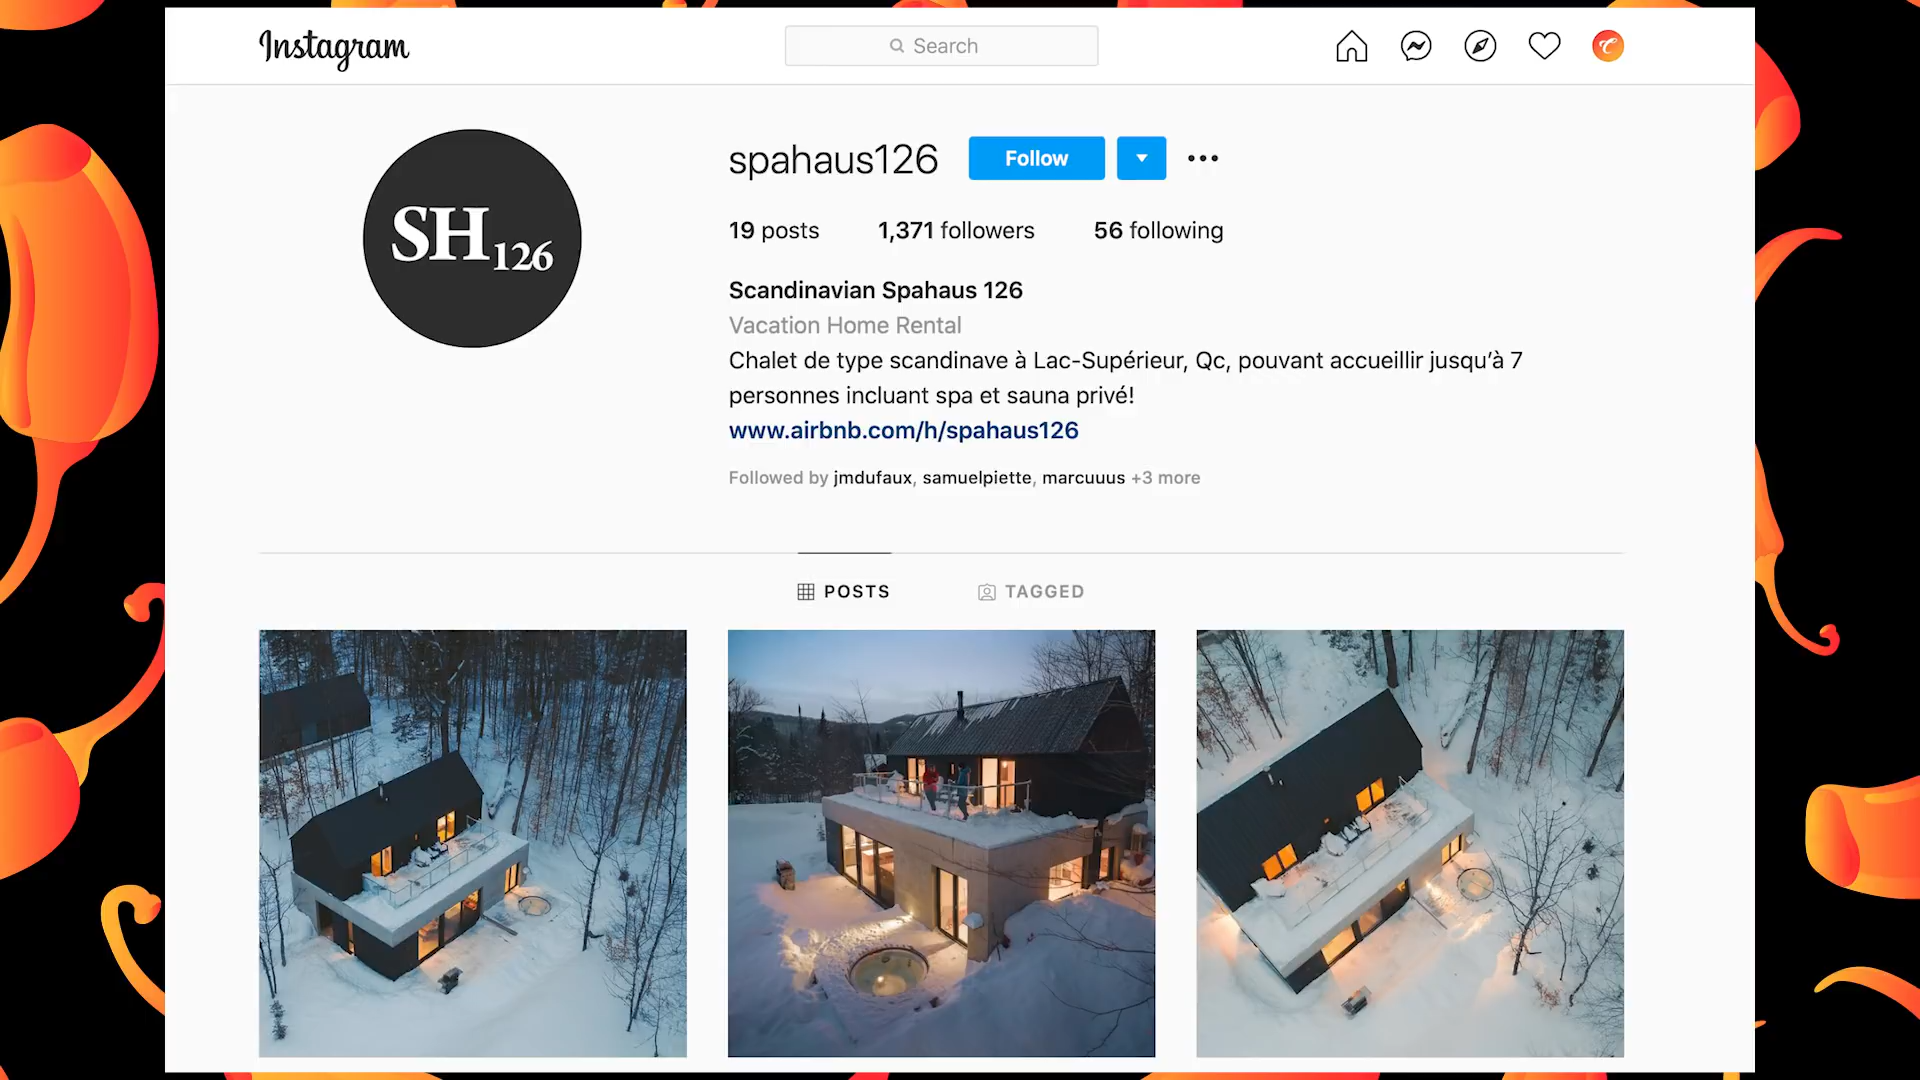 Instagram
Search
SH126
spahaus126
Follow
19 posts
1,371 followers
56 following
Scandinavian Spahaus 126
Vacation Home Rental
Chalet de type scandinave à Lac-Supérieur, Qc, pouvant accueillir jusqu’à 7
personnes incluant spa et sauna privé!
www.airbnb.com/h/spahaus126
Followed by jmdufaux, samuelpiette, marcuuus +3 more
POSTS
TAGGED